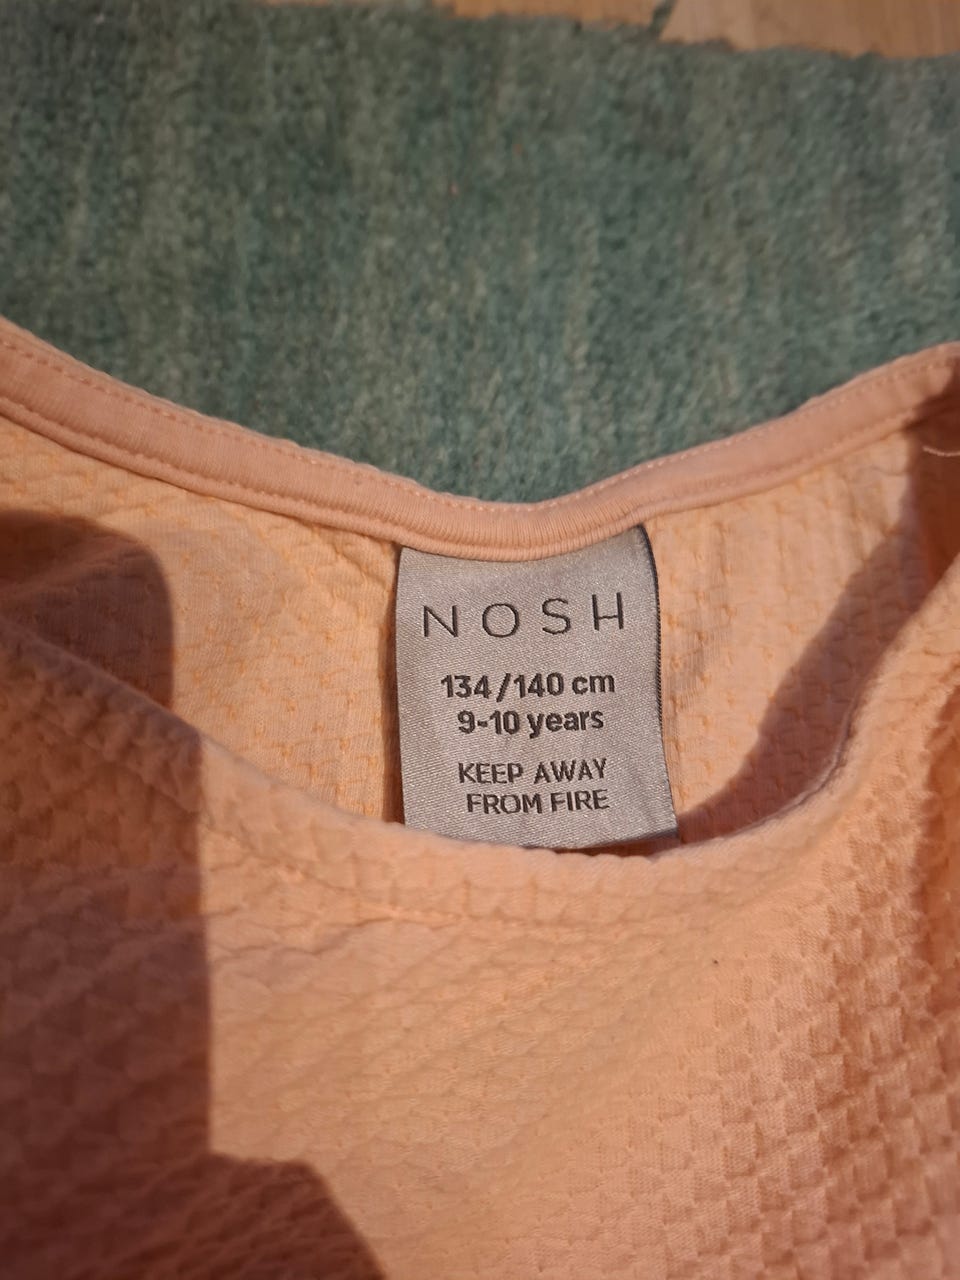 NOSH
134/140 cm
9-10 years
KEEP AWAY
FROM FIRE